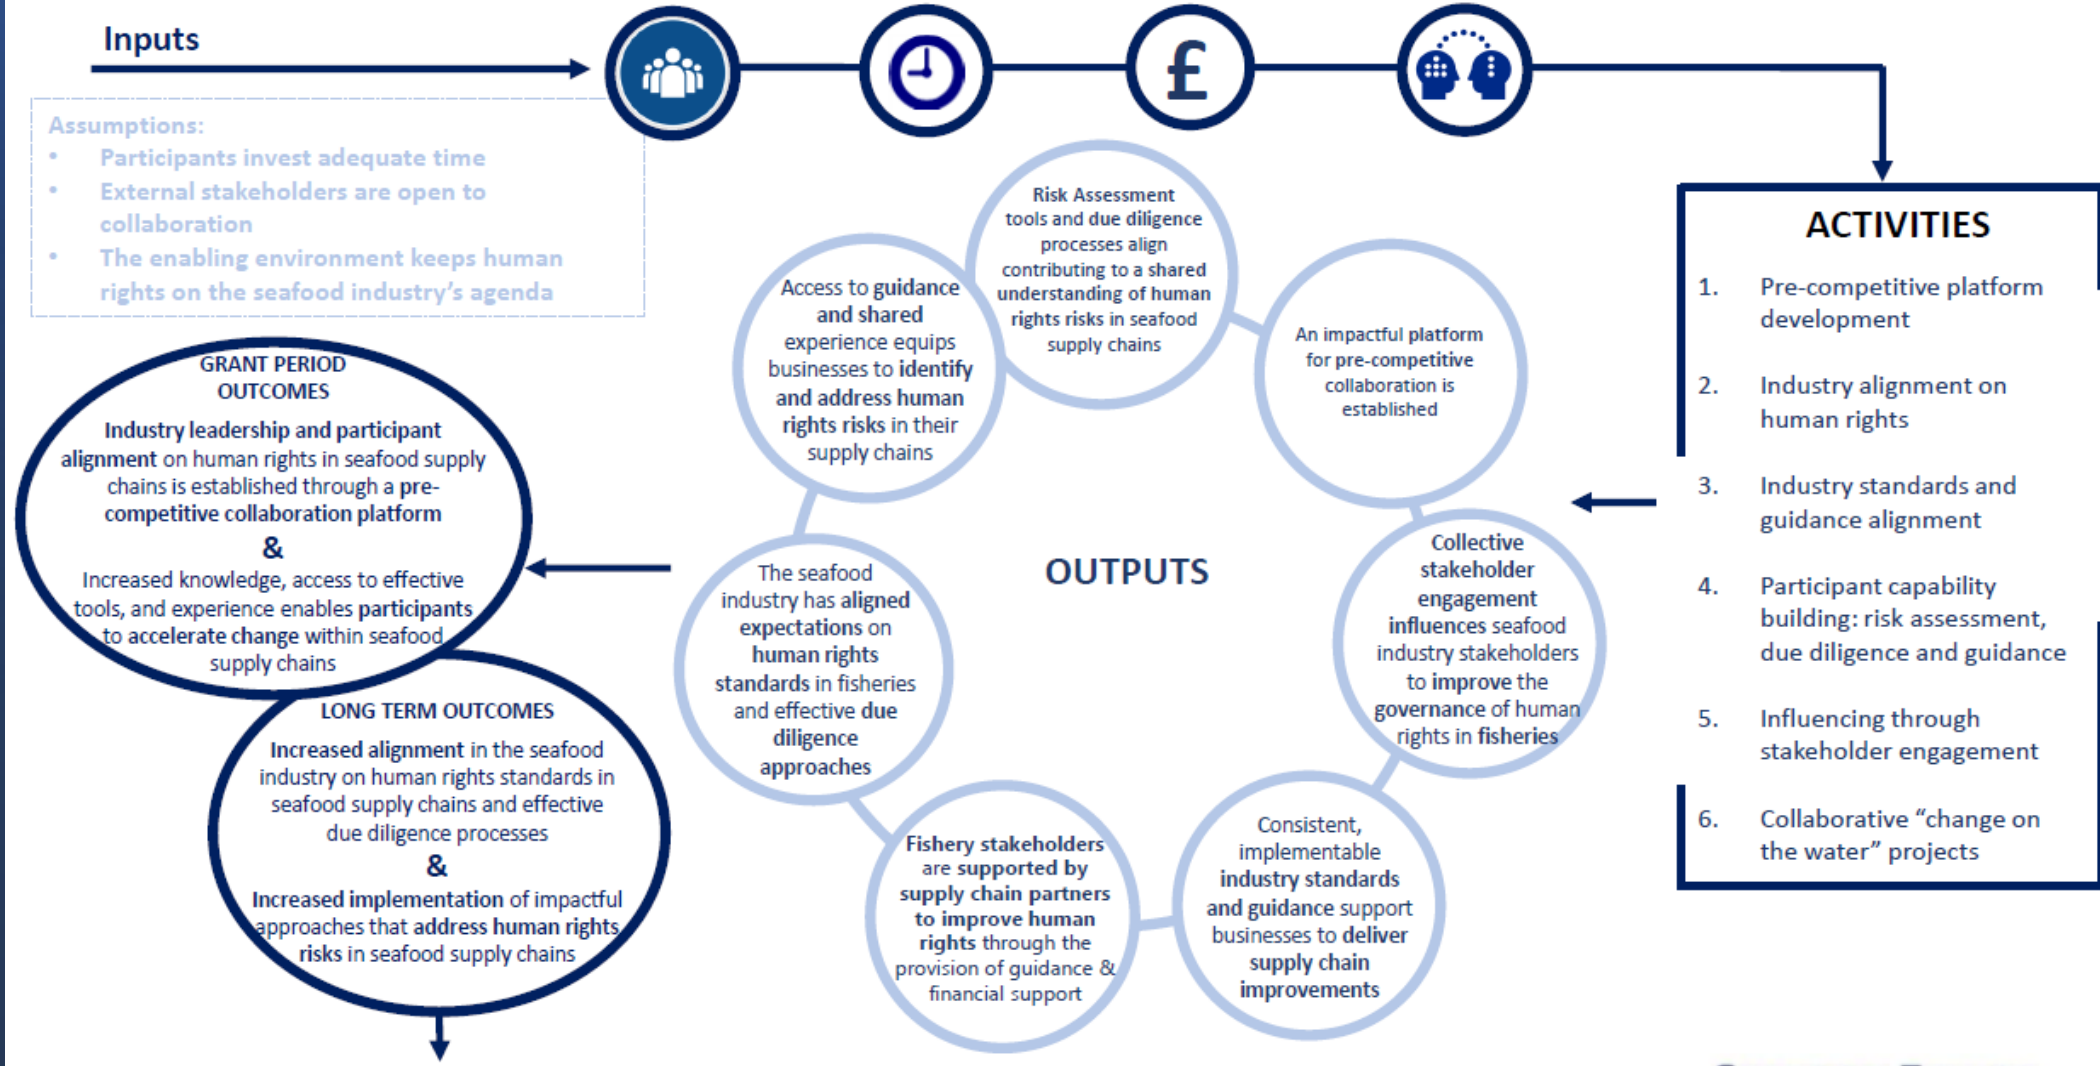 Inputs
£
Assumptions:
• Participants invest adequate time
• External stakeholders are open to
collaboration
• The enabling environment keeps human
rights on the seafood industry's agenda
ACTIVITIES
1. Pre-competitive platform
development
2. Industry alignment on
human rights
3. Industry standards and
guidance alignment
4. Participant capability
building: risk assessment,
due diligence and guidance
5. Influencing through
stakeholder engagement
6. Collaborative “change on
the water” projects
OUTPUTS
Risk Assessment
tools and due diligence
processes align
contributing to a shared
understanding of human
rights risks in seafood
supply chains
An impactful platform
for pre-competitive
collaboration is
established
Collective
stakeholder
engagement
influences seafood
industry stakeholders
to improve the
governance of human
rights in fisheries
Consistent,
implementable
industry standards
and guidance support
businesses to deliver
supply chain
improvements
Fishery stakeholders
are supported by
supply chain partners
to improve human
rights through the
provision of guidance &
financial support
The seafood
industry has aligned
expectations on
human rights
standards in fisheries
and effective due
diligence
approaches
Access to guidance
and shared
experience equips
businesses to identify
and address human
rights risks in their
supply chains
GRANT PERIOD
OUTCOMES
Industry leadership and participant
alignment on human rights in seafood supply
chains is established through a pre-
competitive collaboration platform
&
Increased knowledge, access to effective
tools, and experience enables participants
to accelerate change within seafood
supply chains
LONG TERM OUTCOMES
Increased alignment in the seafood
industry on human rights standards in
seafood supply chains and effective
due diligence processes
&
Increased implementation of impactful
approaches that address human rights
risks in seafood supply chains